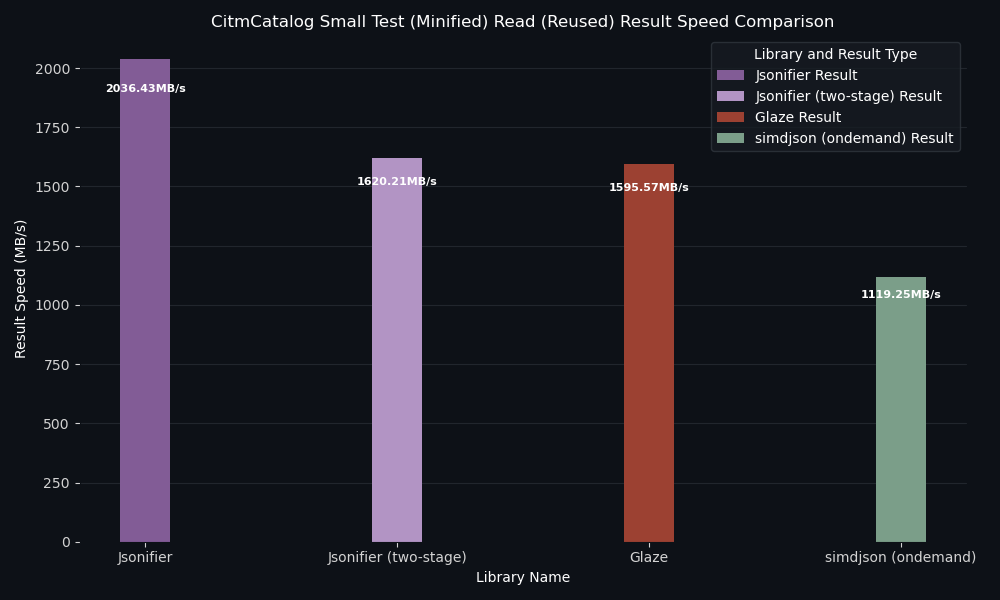 CitmCatalog Small Test (Minified) Read (Reused) Result Speed Comparison
Library and Result Type
Jsonifier Result
Jsonifier (two-stage) Result
Glaze Result
simdjson (ondemand) Result
Result Speed (MB/s)
2000
1750
1500
1250
1000
750
500
250
0
2036.43MB/s
1620.21MB/s
1595.57MB/s
1119.25MB/s
Jsonifier
Jsonifier (two-stage)
Glaze
simdjson (ondemand)
Library Name